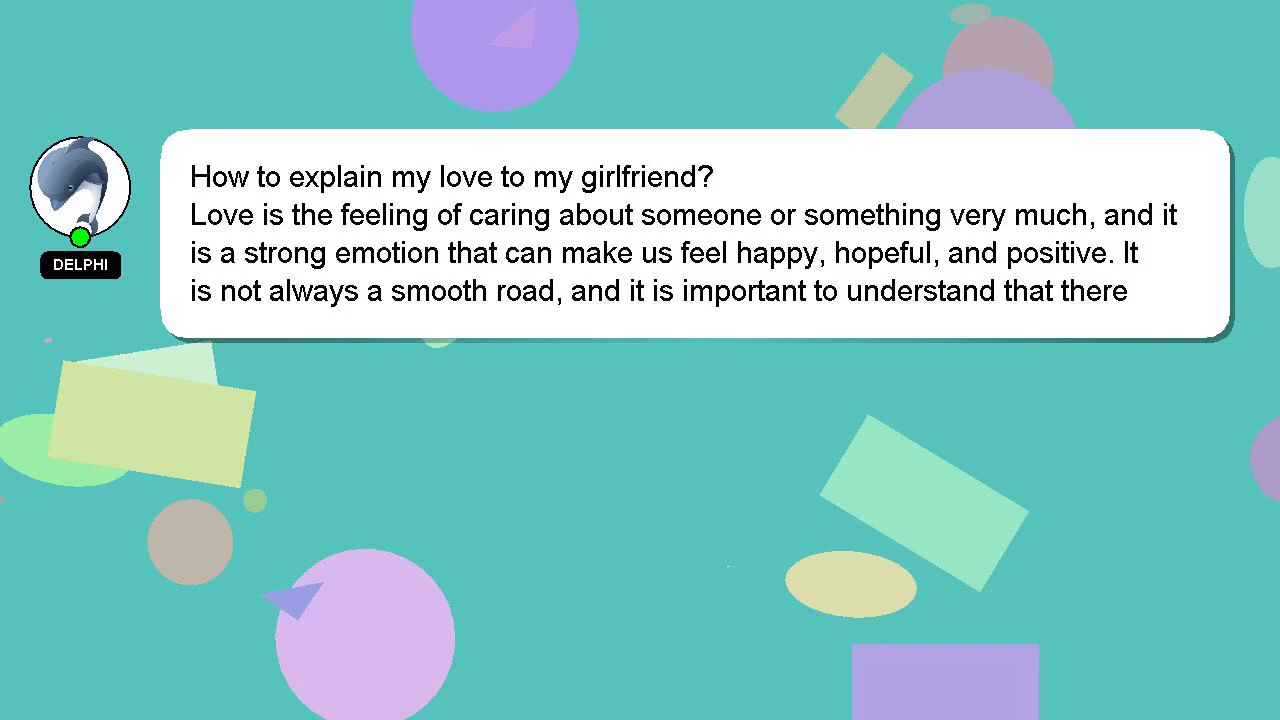 How to explain my love to my girlfriend?
Love is the feeling of caring about someone or something very much, and it
is a strong emotion that can make us feel happy, hopeful, and positive. It
is not always a smooth road, and it is important to understand that there
DELPHI